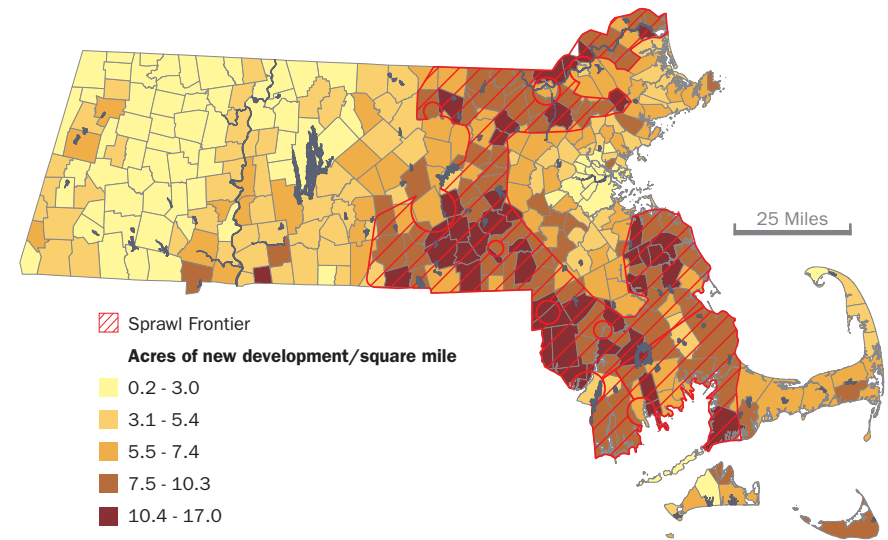 25 Miles
Sprawl Frontier
Acres of new development/square mile
0.2 - 3.0
3.1 - 5.4
5.5 - 7.4
7.5 - 10.3
10.4 - 17.0